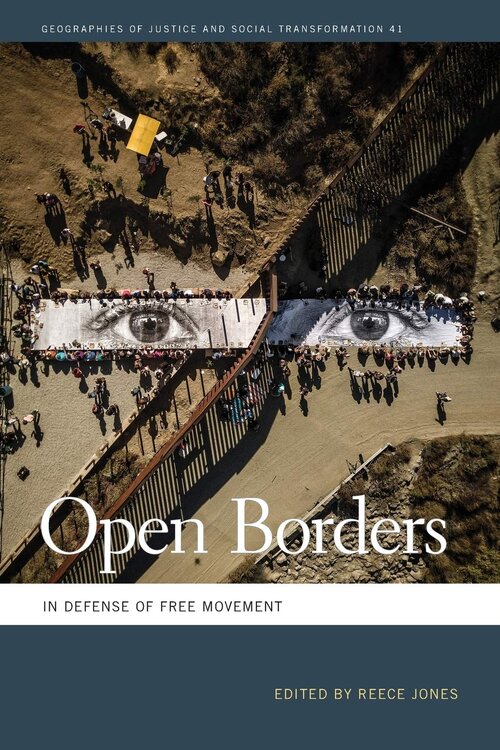 GEOGRAPHIES OF JUSTICE AND SOCIAL TRANSFORMATION 41
Open Borders
IN DEFENSE OF FREE MOVEMENT
EDITED BY REECE JONES